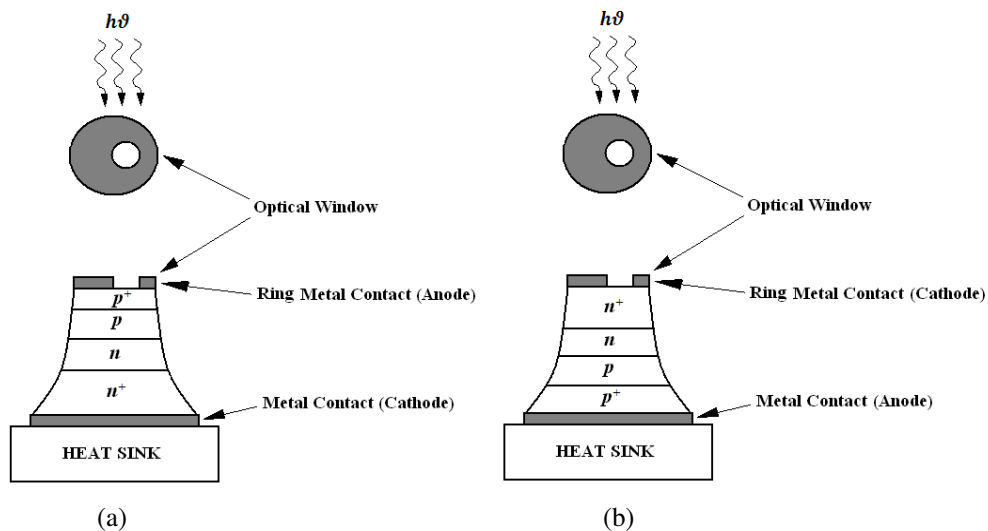 hϑ
Optical Window
Ring Metal Contact (Anode)
p⁺
p
n
n⁺
Metal Contact (Cathode)
HEAT SINK
(a)
hϑ
Optical Window
Ring Metal Contact (Cathode)
n⁺
n
p
p⁺
Metal Contact (Anode)
HEAT SINK
(b)